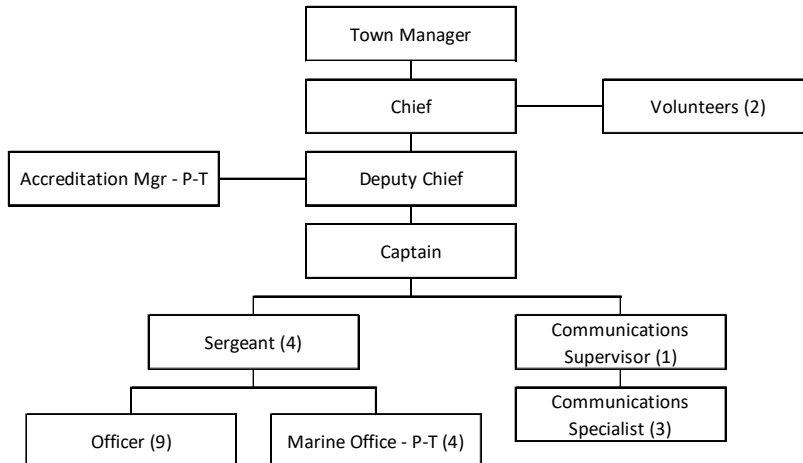 Town Manager
Chief
Volunteers (2)
Accreditation Mgr - P-T
Deputy Chief
Captain
Sergeant (4)
Communications
Supervisor (1)
Officer (9)
Marine Office - P-T (4)
Communications
Specialist (3)